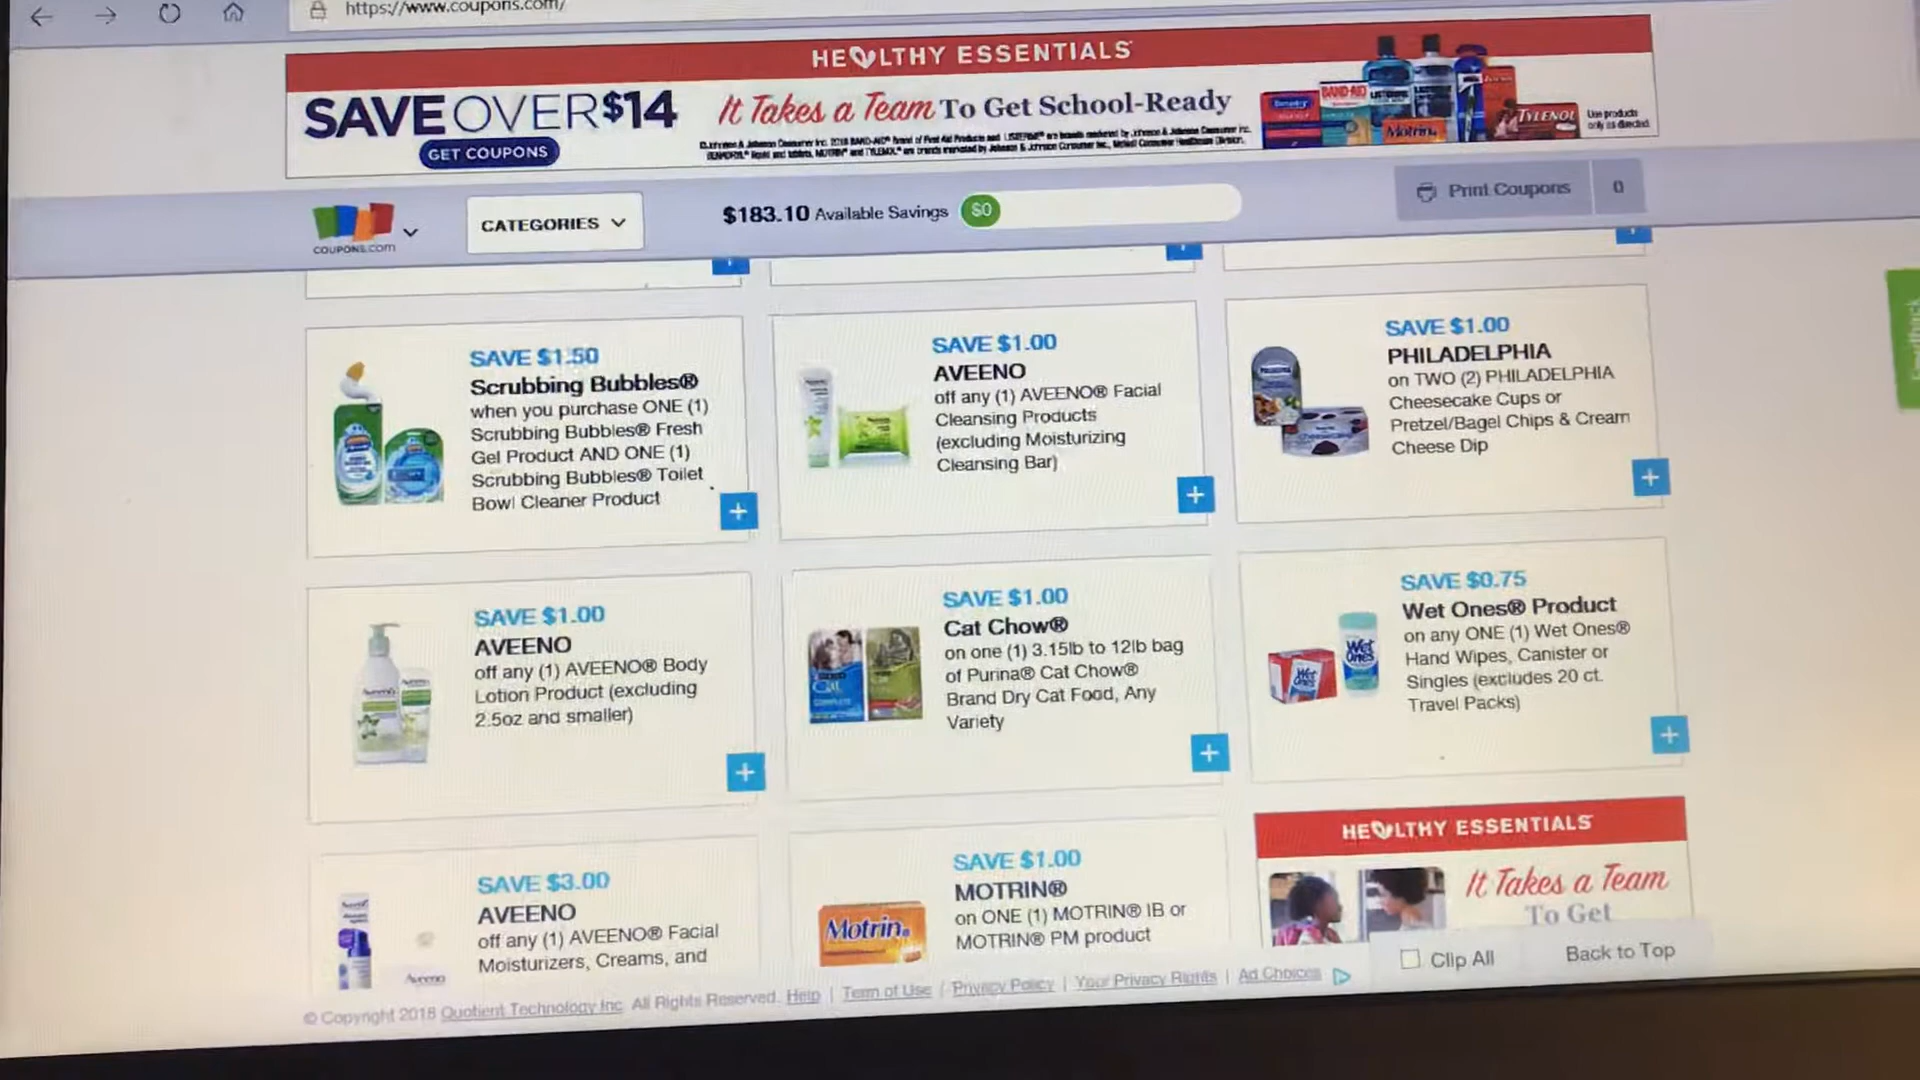 https://www.coupons.com/
HEALTHY ESSENTIALS
SAVE OVER $14
GET COUPONS
It Takes a Team To Get School-Ready
Use products
only as directed.
BAND-AID
Motrin
TYLENOL
COUPONS.com
CATEGORIES
$183.10 Available Savings
$0
Print Coupons
0
SAVE $1.50
Scrubbing Bubbles®
when you purchase ONE (1)
Scrubbing Bubbles® Fresh
Gel Product AND ONE (1)
Scrubbing Bubbles® Toilet
Bowl Cleaner Product
+
SAVE $1.00
AVEENO
off any (1) AVEENO® Facial
Cleansing Products
(excluding Moisturizing
Cleansing Bar)
+
SAVE $1.00
PHILADELPHIA
on TWO (2) PHILADELPHIA
Cheesecake Cups or
Pretzel/Bagel Chips & Cream
Cheese Dip
+
SAVE $1.00
AVEENO
off any (1) AVEENO® Body
Lotion Product (excluding
2.5oz and smaller)
+
SAVE $1.00
Cat Chow®
on one (1) 3.15lb to 12lb bag
of Purina® Cat Chow®
Brand Dry Cat Food, Any
Variety
+
SAVE $0.75
Wet Ones® Product
on any ONE (1) Wet Ones®
Hand Wipes, Canister or
Singles (excludes 20 ct.
Travel Packs)
Wet Ones
+
SAVE $3.00
AVEENO
off any (1) AVEENO® Facial
Moisturizers, Creams, and
Aveeno
SAVE $1.00
MOTRIN®
on ONE (1) MOTRIN® IB or
MOTRIN® PM product
Motrin
HEALTHY ESSENTIALS
It Takes a Team
To Get
Clip All
Back to Top
© Copyright 2018 Quotient Technology Inc. All Rights Reserved. Help | Term of Use | Privacy Policy | Your Privacy Rights | Ad Choices